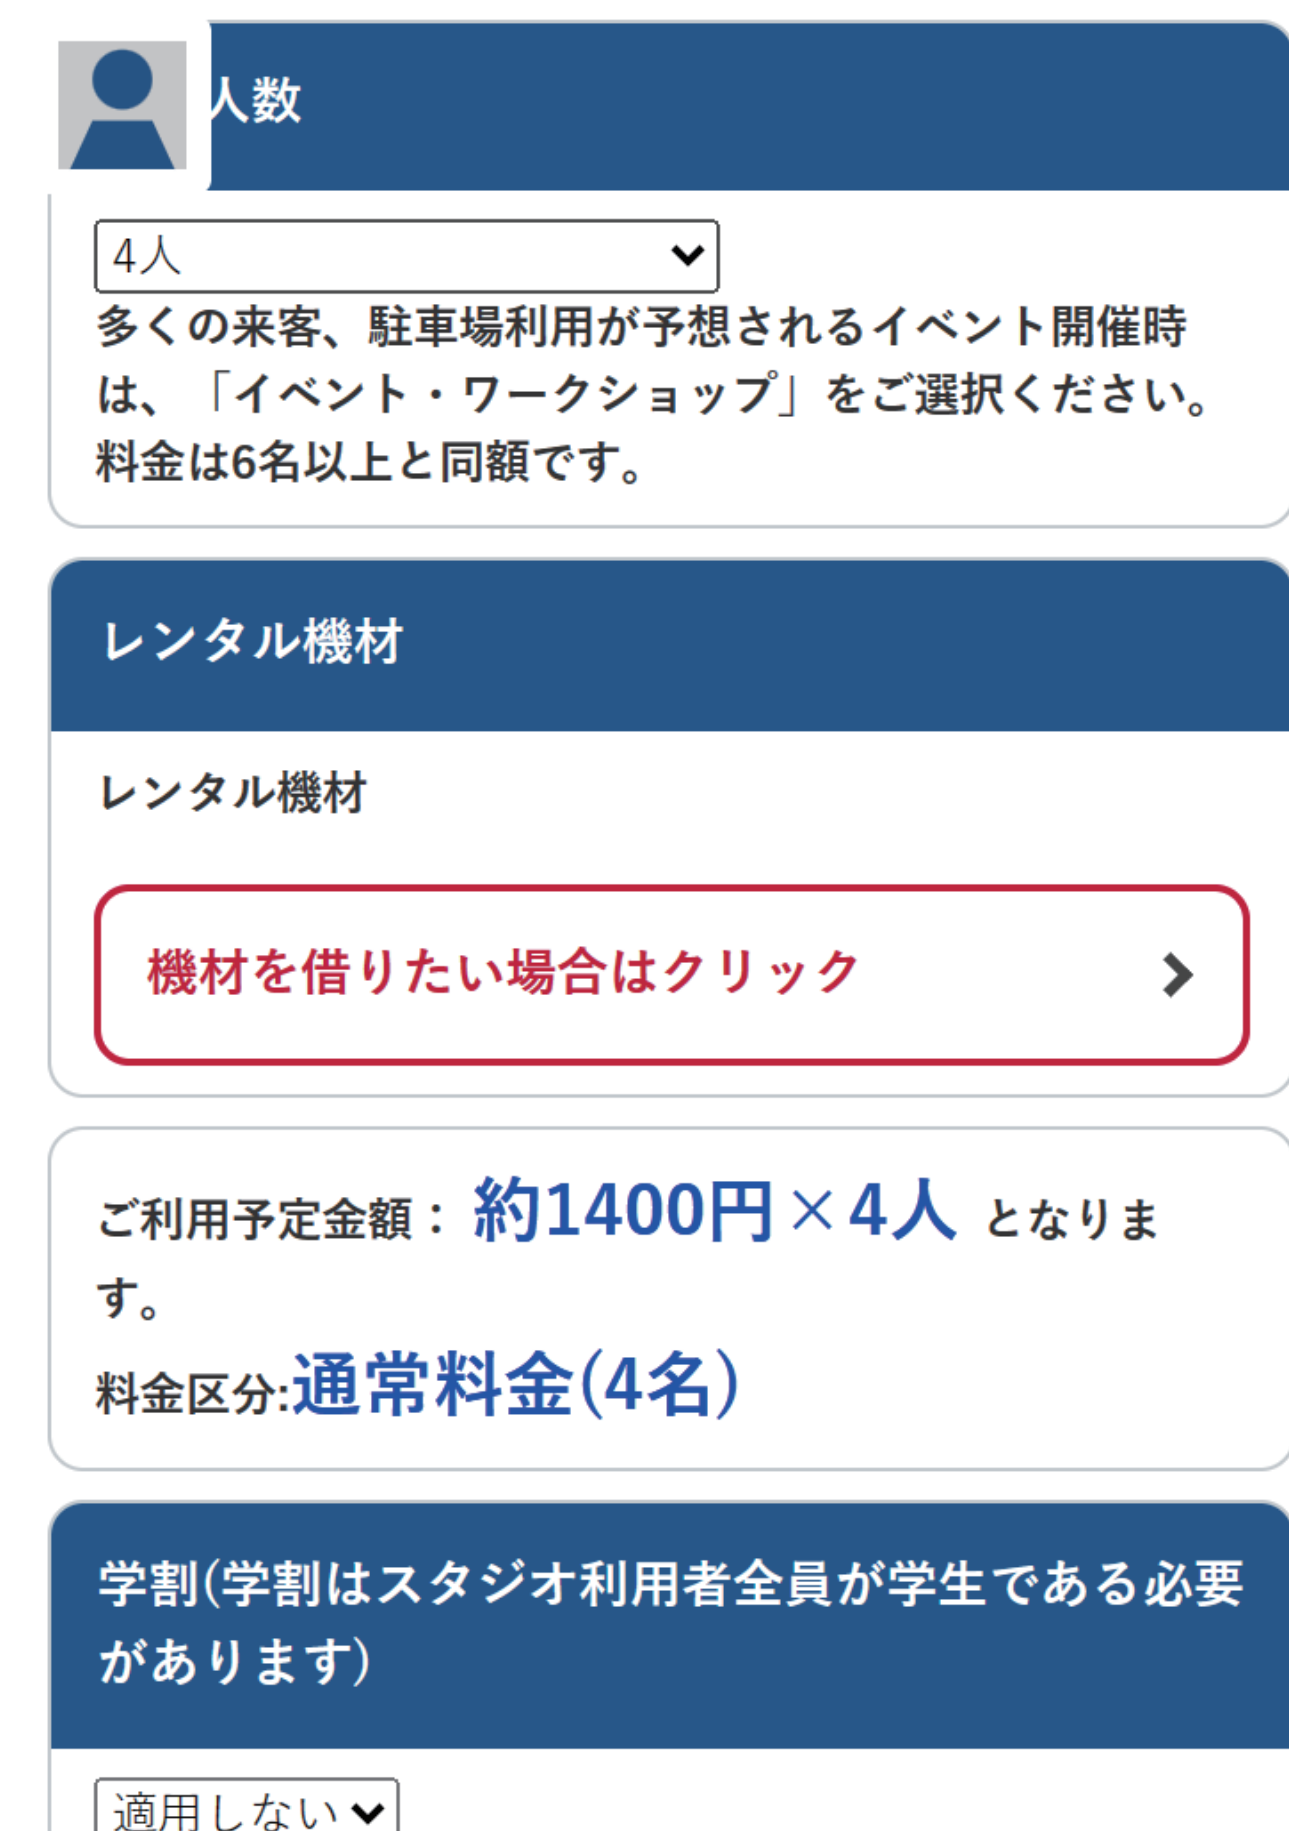 人数
4人
多くの来客、駐車場利用が予想されるイベント開催時
は、「イベント・ワークショップ」をご選択ください。
料金は6名以上と同額です。
レンタル機材
レンタル機材
機材を借りたい場合はクリック
ご利用予定金額： 約1400円×4人 となりま
す。
料金区分:通常料金(4名)
学割(学割はスタジオ利用者全員が学生である必要
があります)
適用しない